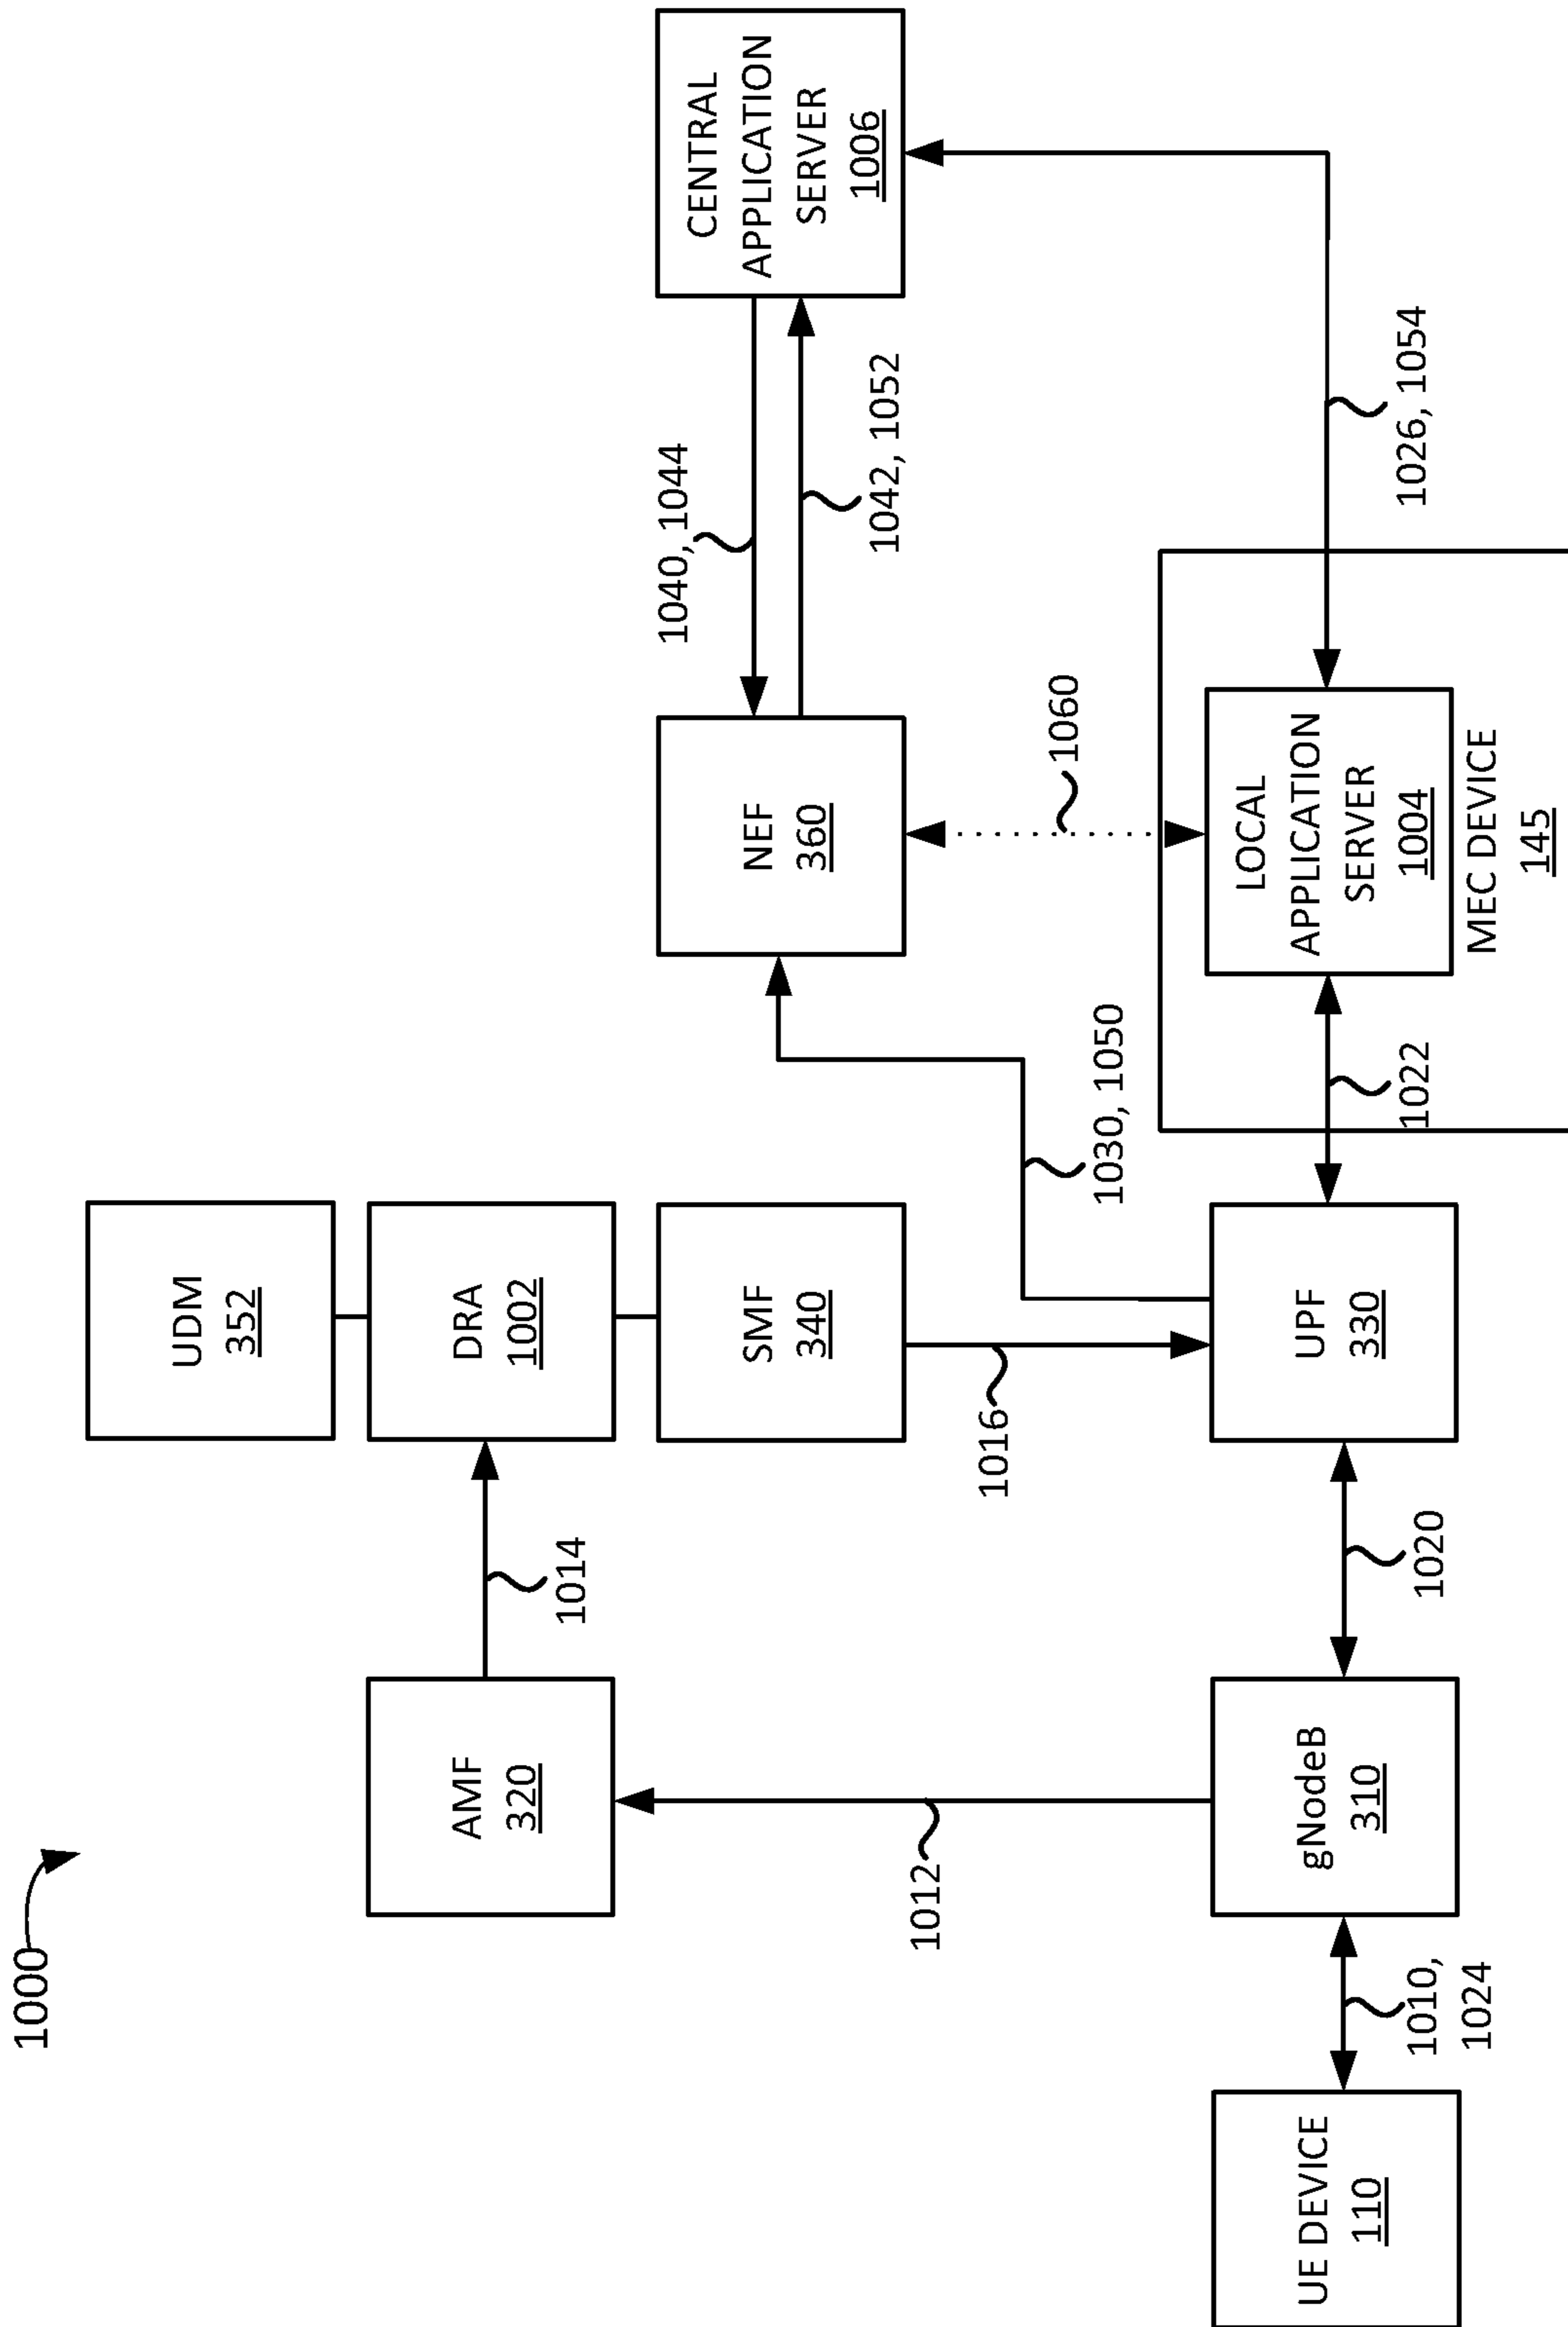 1000
UDM
352
AMF
320
1014
DRA
1002
SMF
340
NEF
360
1040, 1044
1042, 1052
CENTRAL
APPLICATION
SERVER
1006
1012
1016
1030, 1050
1060
UE DEVICE
110
1010,
1024
gNodeB
310
1020
UPF
330
1022
LOCAL
APPLICATION
SERVER
1004
MEC DEVICE
145
1026, 1054